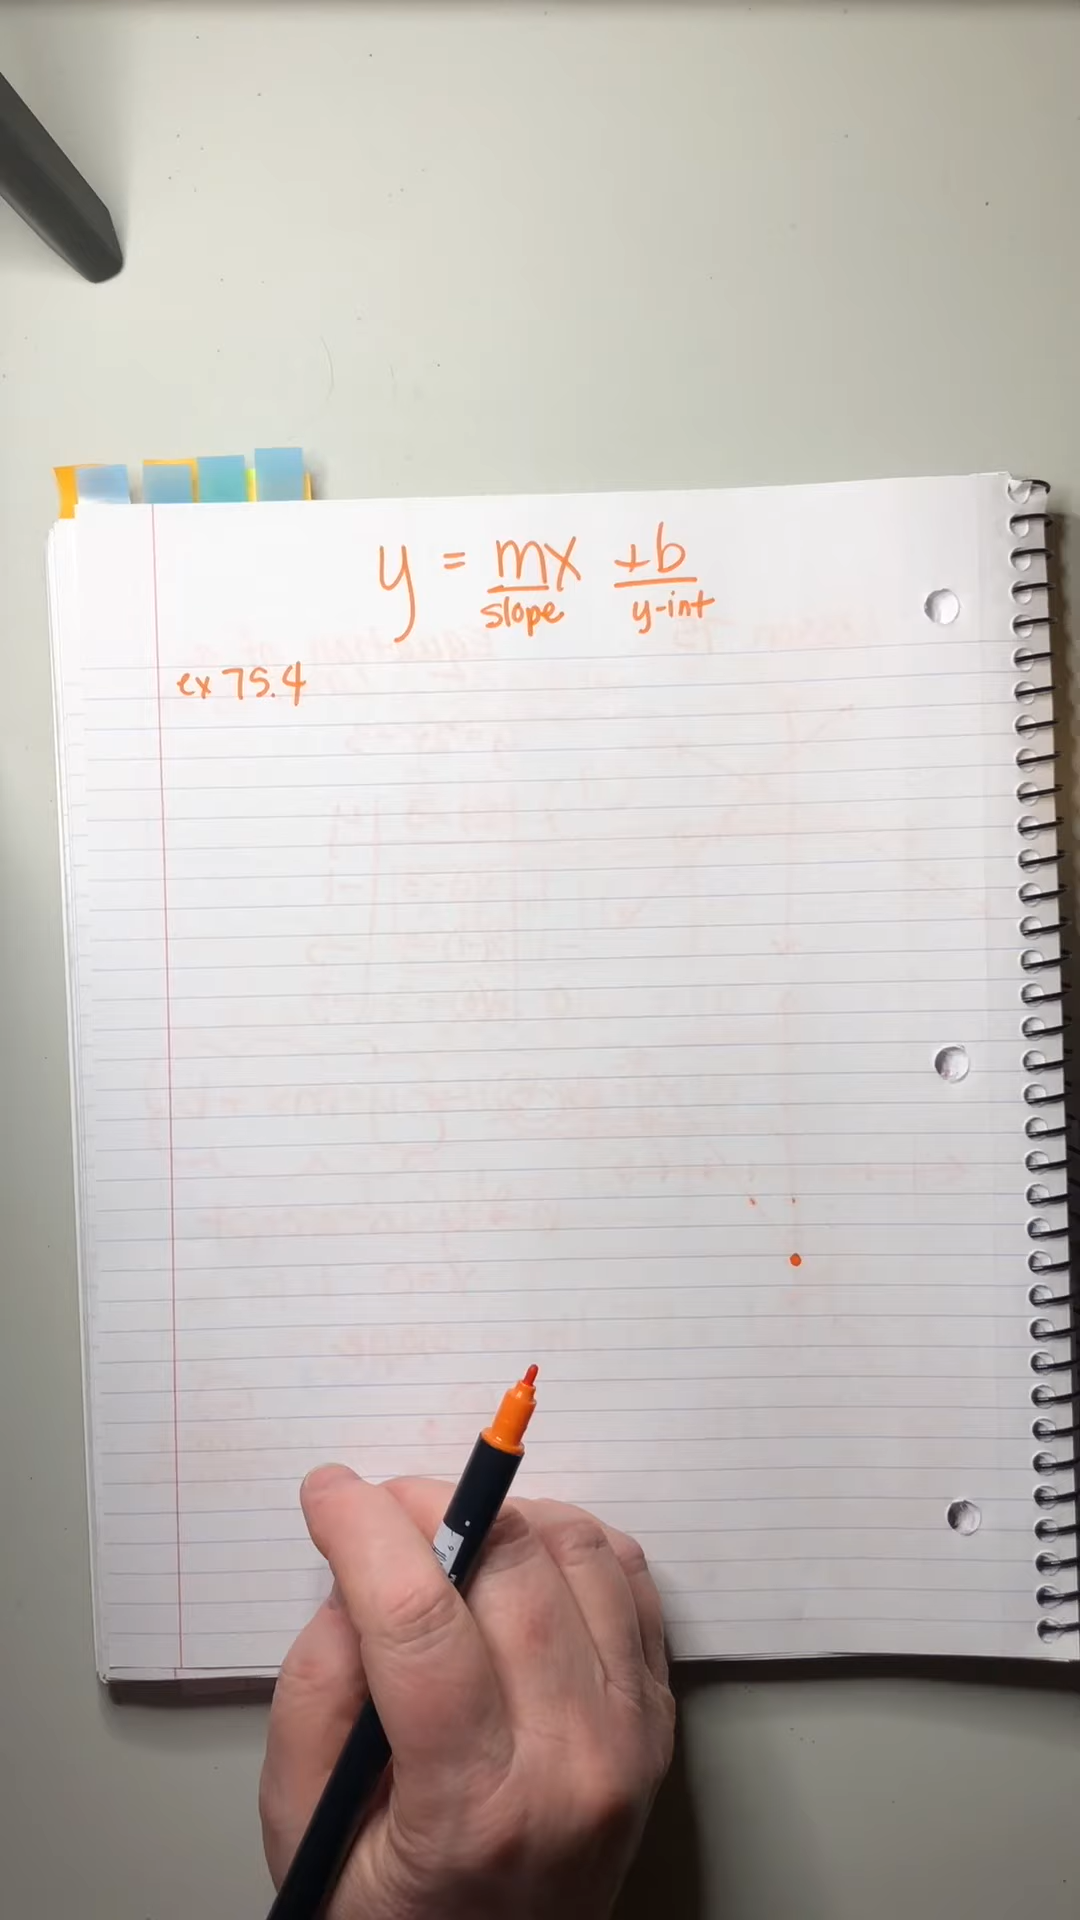 y = mx +b
slope y-int
ex 75.4